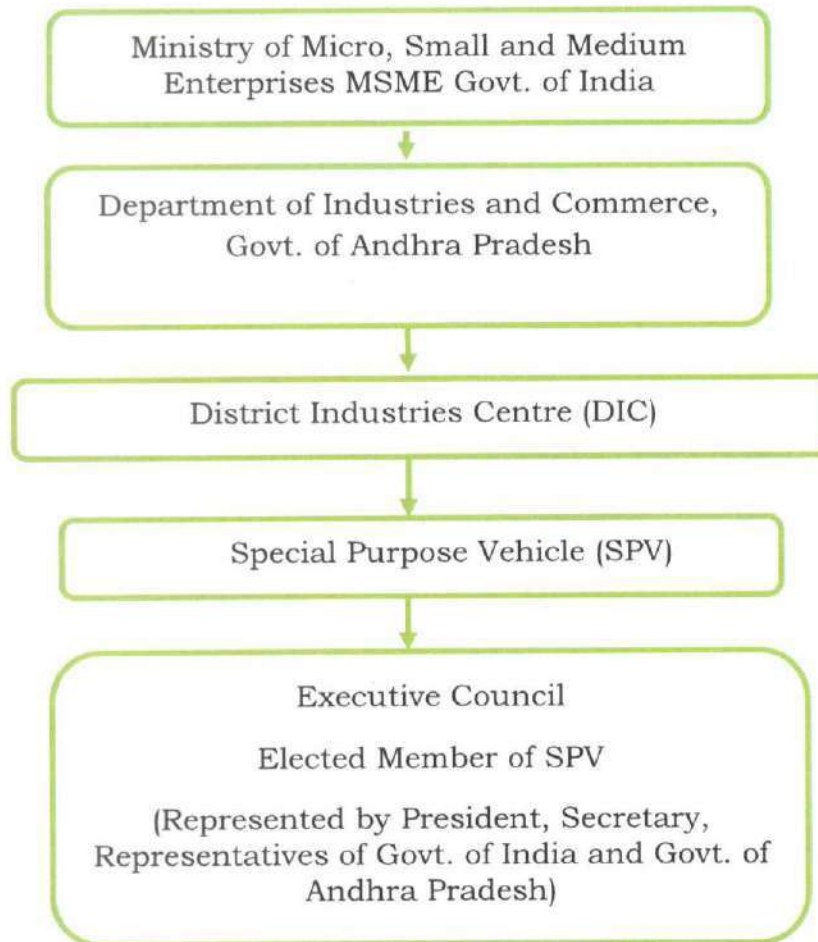 Ministry of Micro, Small and Medium
Enterprises MSME Govt. of India
Department of Industries and Commerce,
Govt. of Andhra Pradesh
District Industries Centre (DIC)
Special Purpose Vehicle (SPV)
Executive Council
Elected Member of SPV
(Represented by President, Secretary,
Representatives of Govt. of India and Govt. of
Andhra Pradesh)